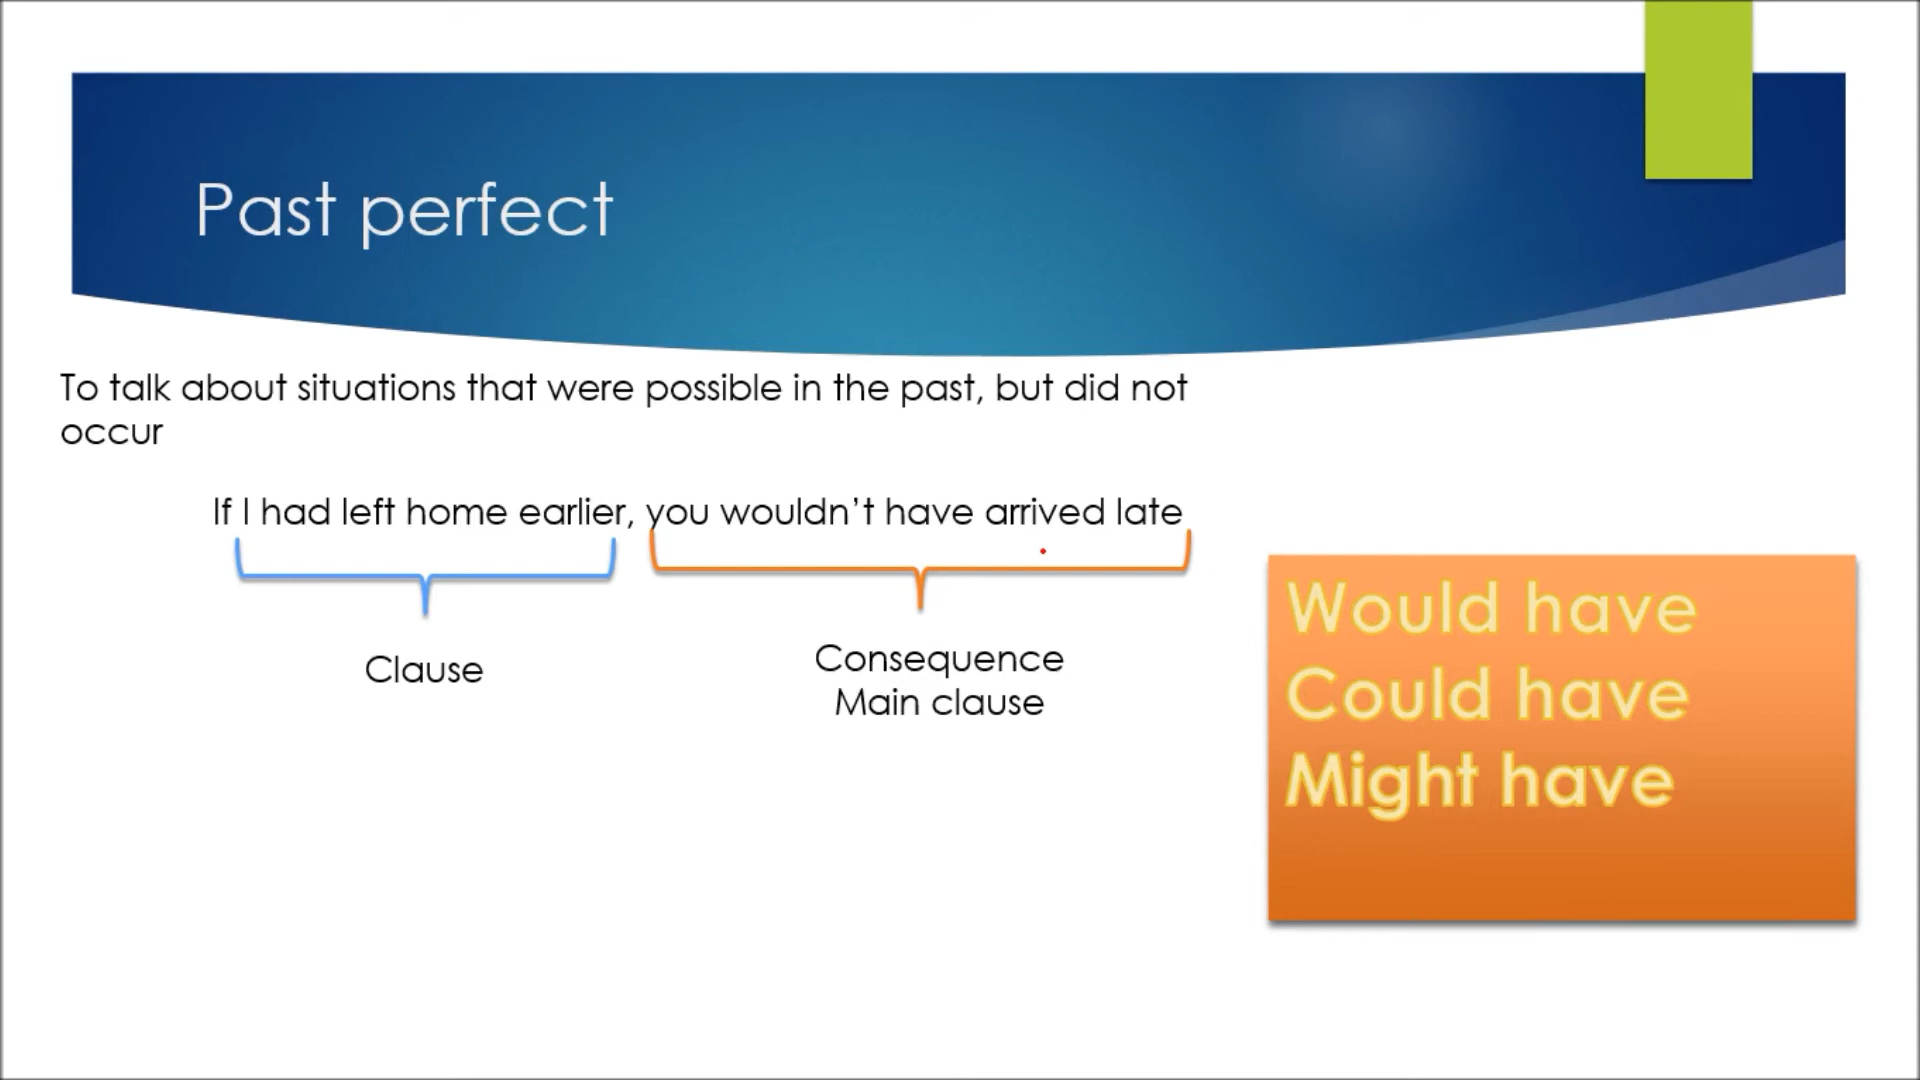 Past perfect
To talk about situations that were possible in the past, but did not
occur
If I had left home earlier, you wouldn’t have arrived late
Clause
Consequence
Main clause
Would have
Could have
Might have